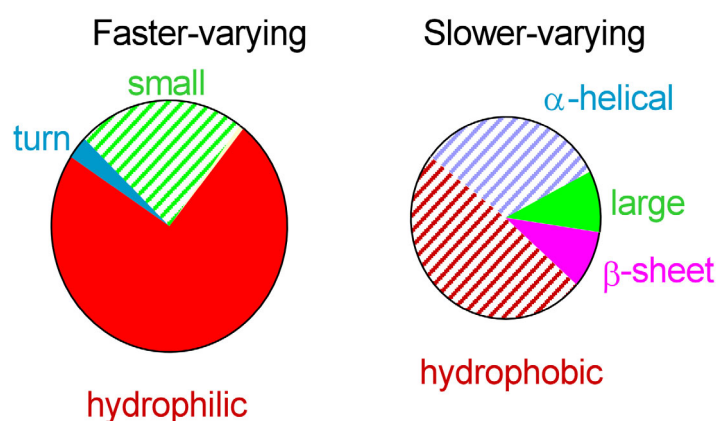 Faster-varying
Slower-varying
small
turn
hydrophilic
α-helical
large
β-sheet
hydrophobic